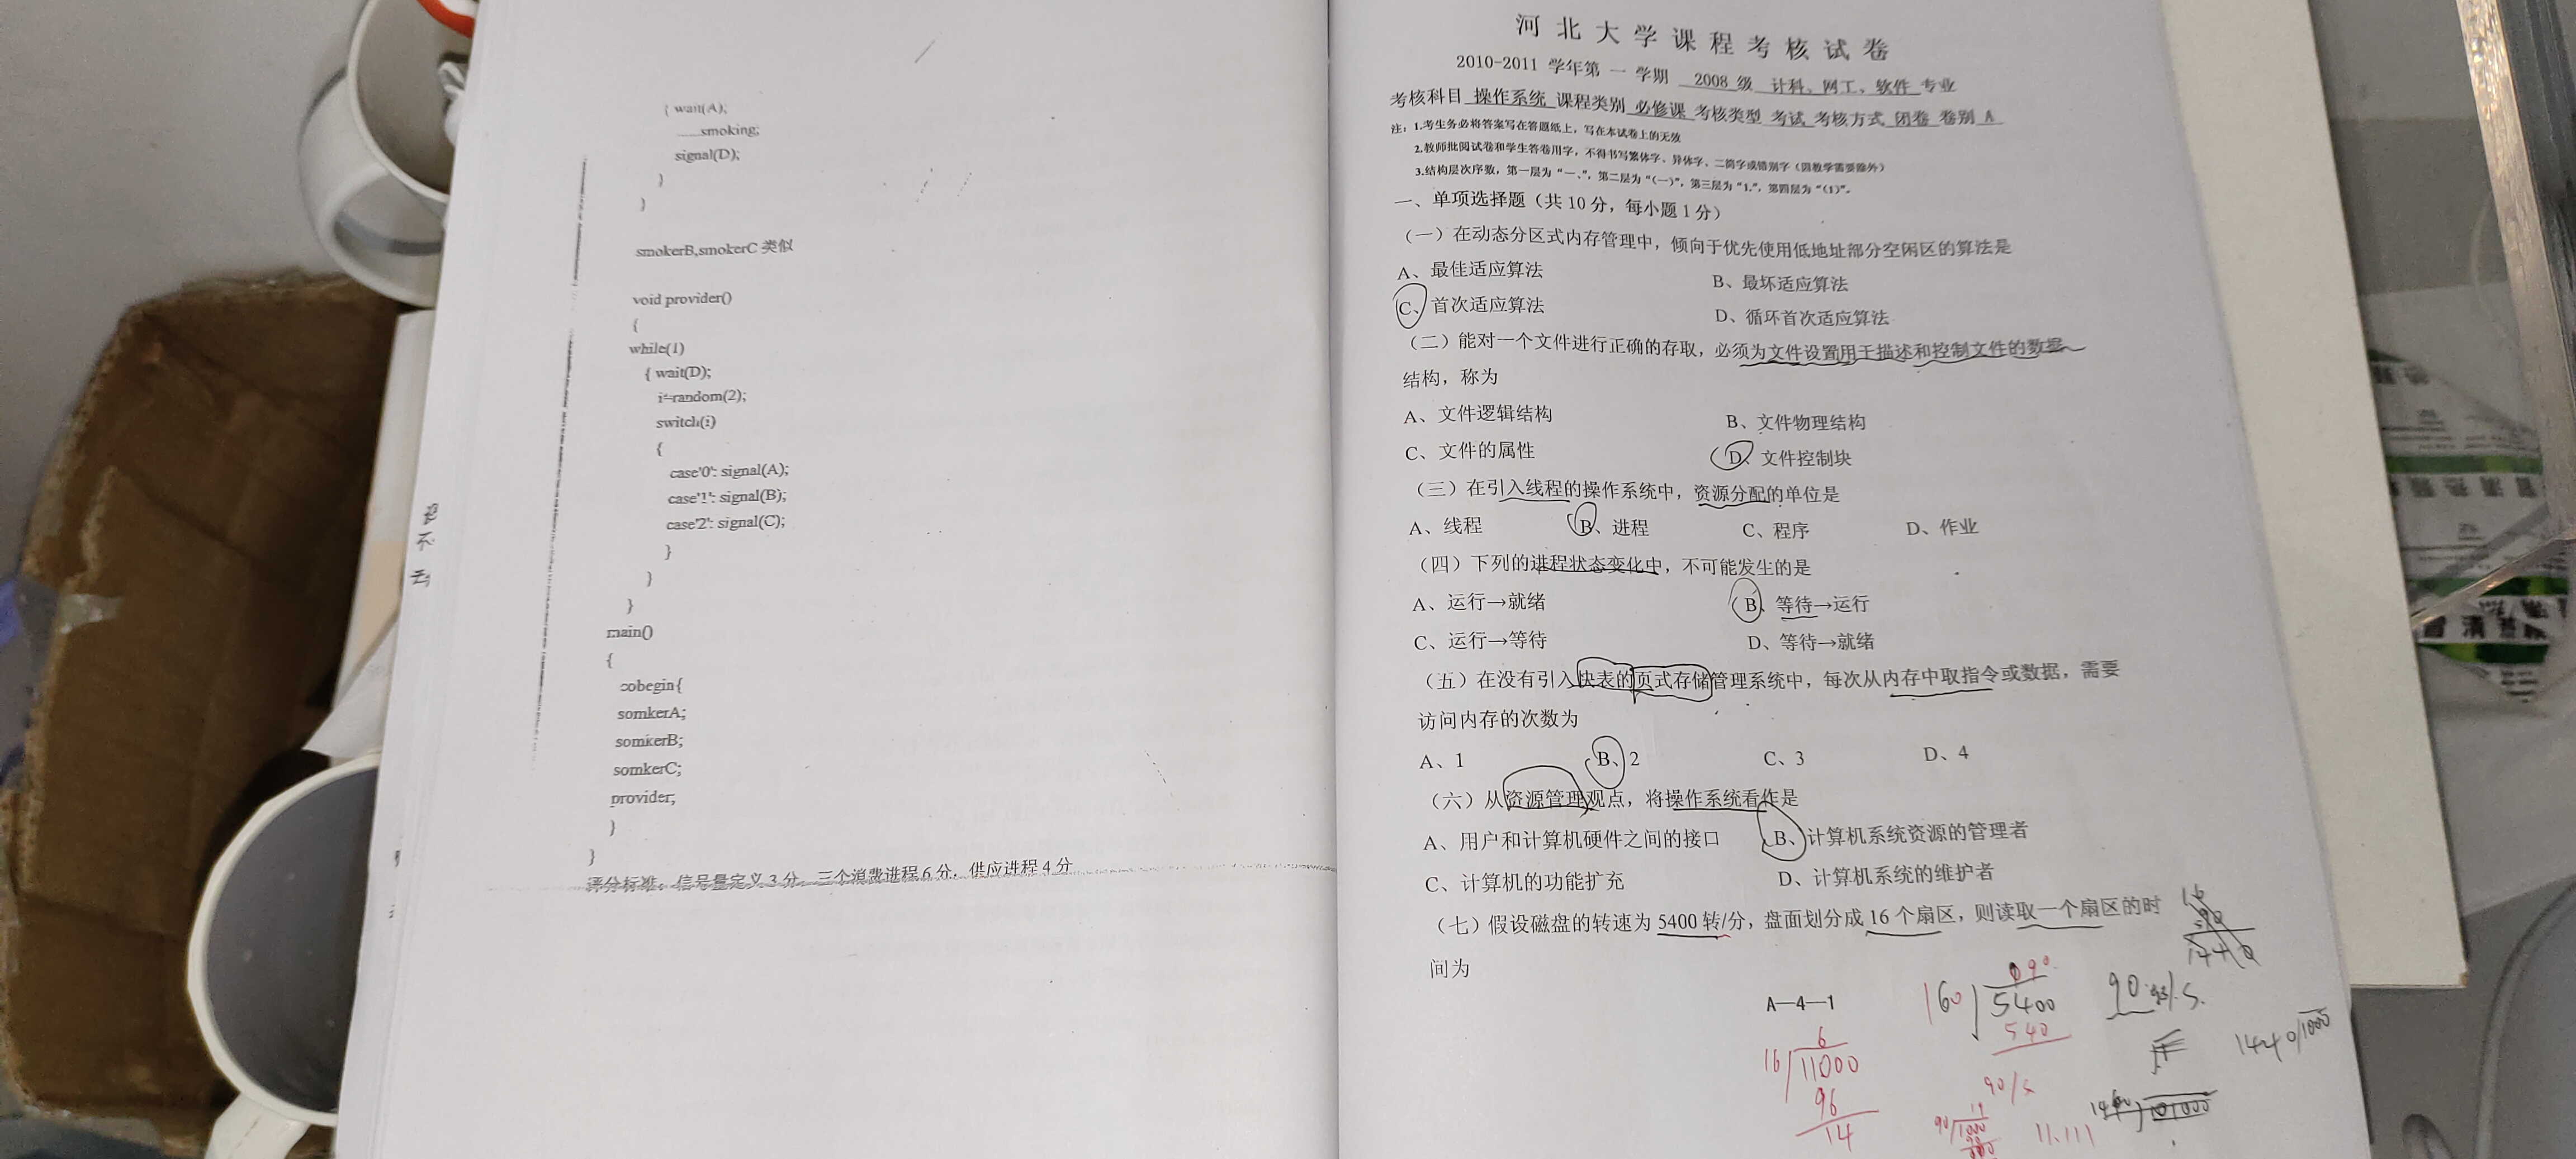 { wait(A);
......smoking;
signal(D);
}
}
smokerB,smokerC 类似
void provider()
{
while(1)
{ wait(D);
i=random(2);
switch(i)
{
case'0': signal(A);
case'1': signal(B);
case'2': signal(C);
}
}
}
main()
{
cobegin{
somkerA;
somkerB;
somkerC;
provider;
}
}
评分标准：信号量定义 3 分，三个消费进程 6 分，供应进程 4 分
河北大学课程考核试卷
2010-2011 学年第 一 学期 2008 级 计科、网工、软件 专业
考核科目 操作系统 课程类别 必修课 考核类型 考试 考核方式 闭卷 卷别 A
注：1.考生务必将答案写在答题纸上，写在本试卷上的无效
2.教师批阅试卷和学生答卷用字，不得书写繁体字、异体字、二简字或错别字（因教学需要除外）
3.结构层次序数，第一层为“一、”，第二层为“（一）”，第三层为“1.”，第四层为“（1）”。
一、单项选择题（共 10 分，每小题 1 分）
（一）在动态分区式内存管理中，倾向于优先使用低地址部分空闲区的算法是
A、最佳适应算法 B、最坏适应算法
C、首次适应算法 D、循环首次适应算法
（二）能对一个文件进行正确的存取，必须为文件设置用于描述和控制文件的数据
结构，称为
A、文件逻辑结构 B、文件物理结构
C、文件的属性 D、文件控制块
（三）在引入线程的操作系统中，资源分配的单位是
A、线程 B、进程 C、程序 D、作业
（四）下列的进程状态变化中，不可能发生的是
A、运行→就绪 B、等待→运行
C、运行→等待 D、等待→就绪
（五）在没有引入快表的页式存储管理系统中，每次从内存中取指令或数据，需要
访问内存的次数为
A、1 B、2 C、3 D、4
（六）从资源管理观点，将操作系统看作是
A、用户和计算机硬件之间的接口 B、计算机系统资源的管理者
C、计算机的功能扩充 D、计算机系统的维护者
（七）假设磁盘的转速为 5400 转/分，盘面划分成 16 个扇区，则读取一个扇区的时
间为
A—4—1
5400
540
6
16 11000
96
14
90/s
11.111